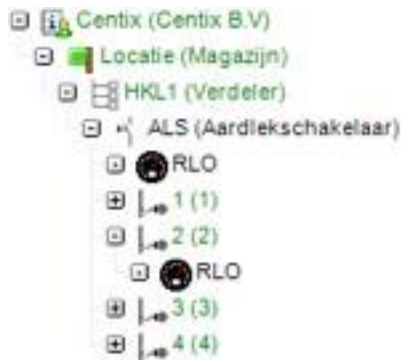 Centix (Centix B.V)
Locatie (Magazijn)
HKL1 (Verdeler)
ALS (Aardlekschakelaar)
RLO
1 (1)
2 (2)
RLO
3 (3)
4 (4)